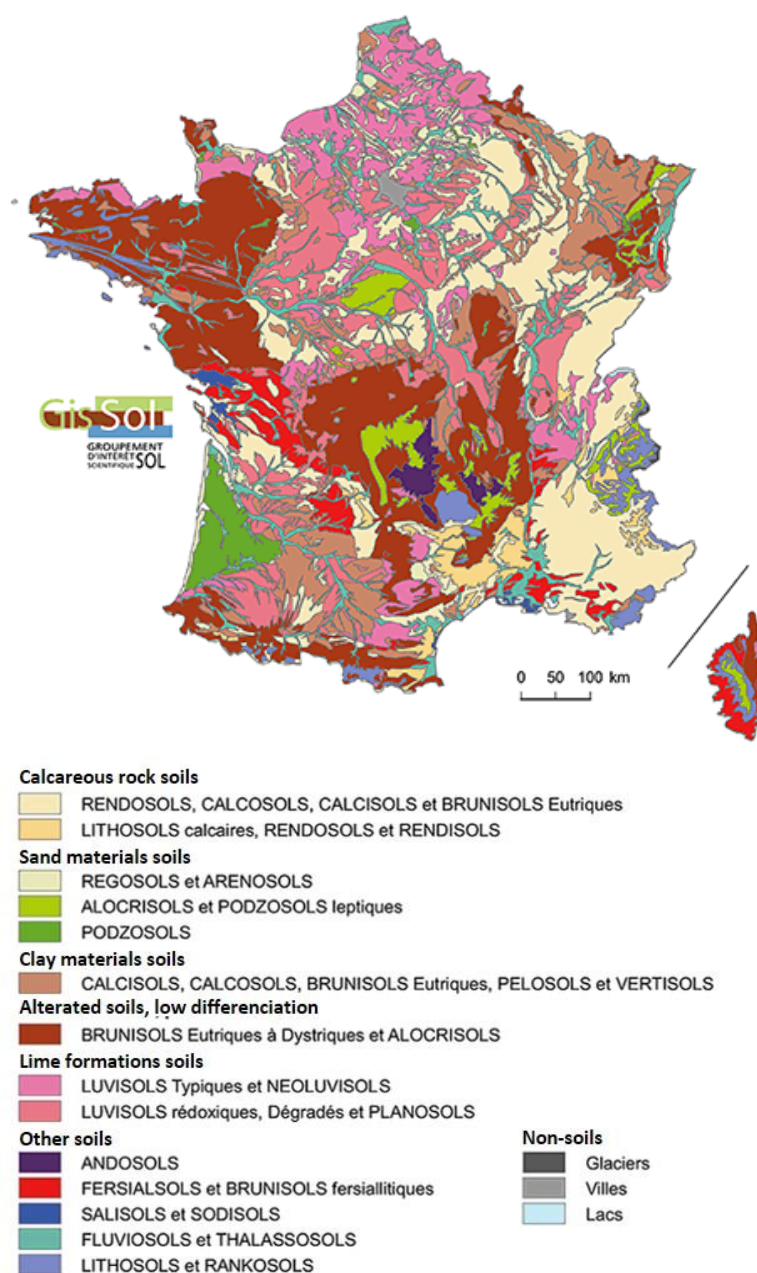 GisSol
GROUPEMENT
D'INTÉRÊT
SCIENTIFIQUE SOL
0 50 100 km
Calcareous rock soils
RENDOSOLS, CALCOSOLS, CALCISOLS et BRUNISOLS Eutriques
LITHOSOLS calcaires, RENDOSOLS et RENDISOLS
Sand materials soils
REGOSOLS et ARENOSOLS
ALOCRISOLS et PODZOSOLS leptiques
PODZOSOLS
Clay materials soils
CALCISOLS, CALCOSOLS, BRUNISOLS Eutriques, PELOSOLS et VERTISOLS
Alterated soils, low differenciation
BRUNISOLS Eutriques à Dystriques et ALOCRISOLS
Lime formations soils
LUVISOLS Typiques et NEOLUVISOLS
LUVISOLS rédoxiques, Dégradés et PLANOSOLS
Other soils
ANDOSOLS
FERSIALSOLS et BRUNISOLS fersiallitiques
SALISOLS et SODISOLS
FLUVIOSOLS et THALASSOSOLS
LITHOSOLS et RANKOSOLS
Non-soils
Glaciers
Villes
Lacs